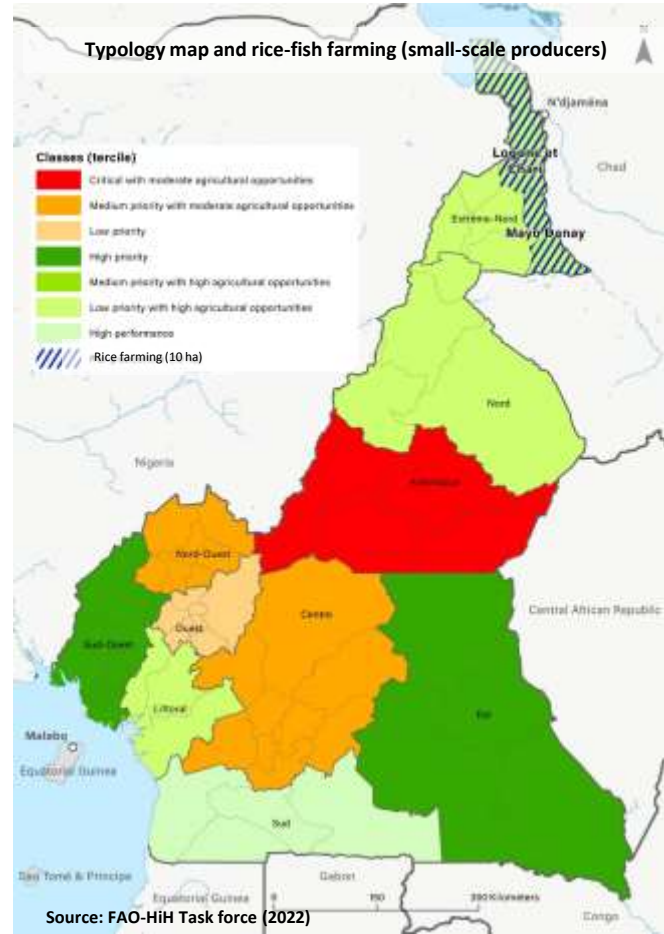 Typology map and rice-fish farming (small-scale producers)
N
N'djaména
Classes (tercile)
Critical with moderate agricultural opportunities
Medium priority with moderate agricultural opportunities
Low priority
High priority
Medium priority with high agricultural opportunities
Low priority with high agricultural opportunities
High performance
Rice farming (10 ha)
Logone et
Chari
Chad
Extrême-Nord
Mayo Danay
Nord
Nigeria
Adamaoua
Nord-Ouest
Centre
Central African Republic
Ouest
Sud-Ouest
Littoral
Est
Malabo
Equatorial Guinea
Sud
Sao Tomé & Principe
Gabon
Equatorial Guinea
0 150 300 Kilometers
Congo
Source: FAO-HiH Task force (2022)